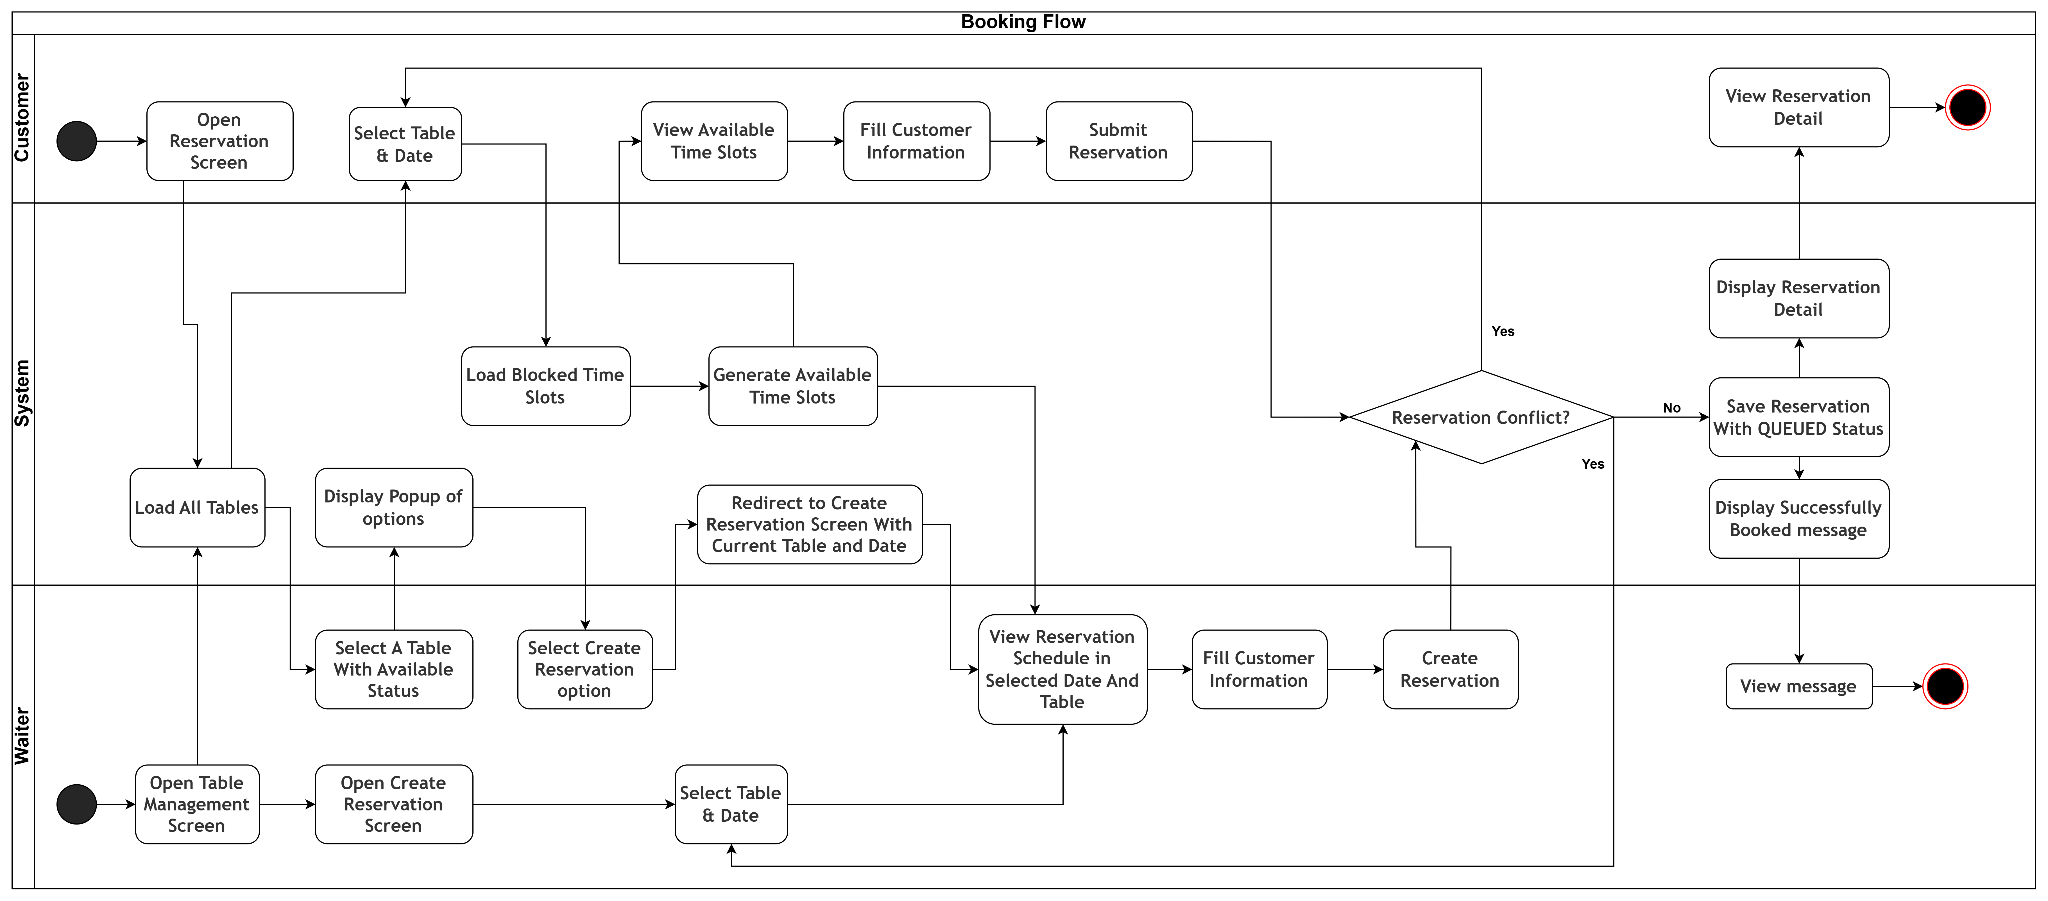 Booking Flow
Customer
Open
Reservation
Screen
Select Table
& Date
View Available
Time Slots
Fill Customer
Information
Submit
Reservation
View Reservation
Detail
System
Load Blocked Time
Slots
Generate Available
Time Slots
Yes
Reservation Conflict?
No
Yes
Display Reservation
Detail
Save Reservation
With QUEUED Status
Display Successfully
Booked message
Load All Tables
Display Popup of
options
Redirect to Create
Reservation Screen With
Current Table and Date
Waiter
Select A Table
With Available
Status
Select Create
Reservation
option
View Reservation
Schedule in
Selected Date And
Table
Fill Customer
Information
Create
Reservation
View message
Open Table
Management
Screen
Open Create
Reservation
Screen
Select Table
& Date